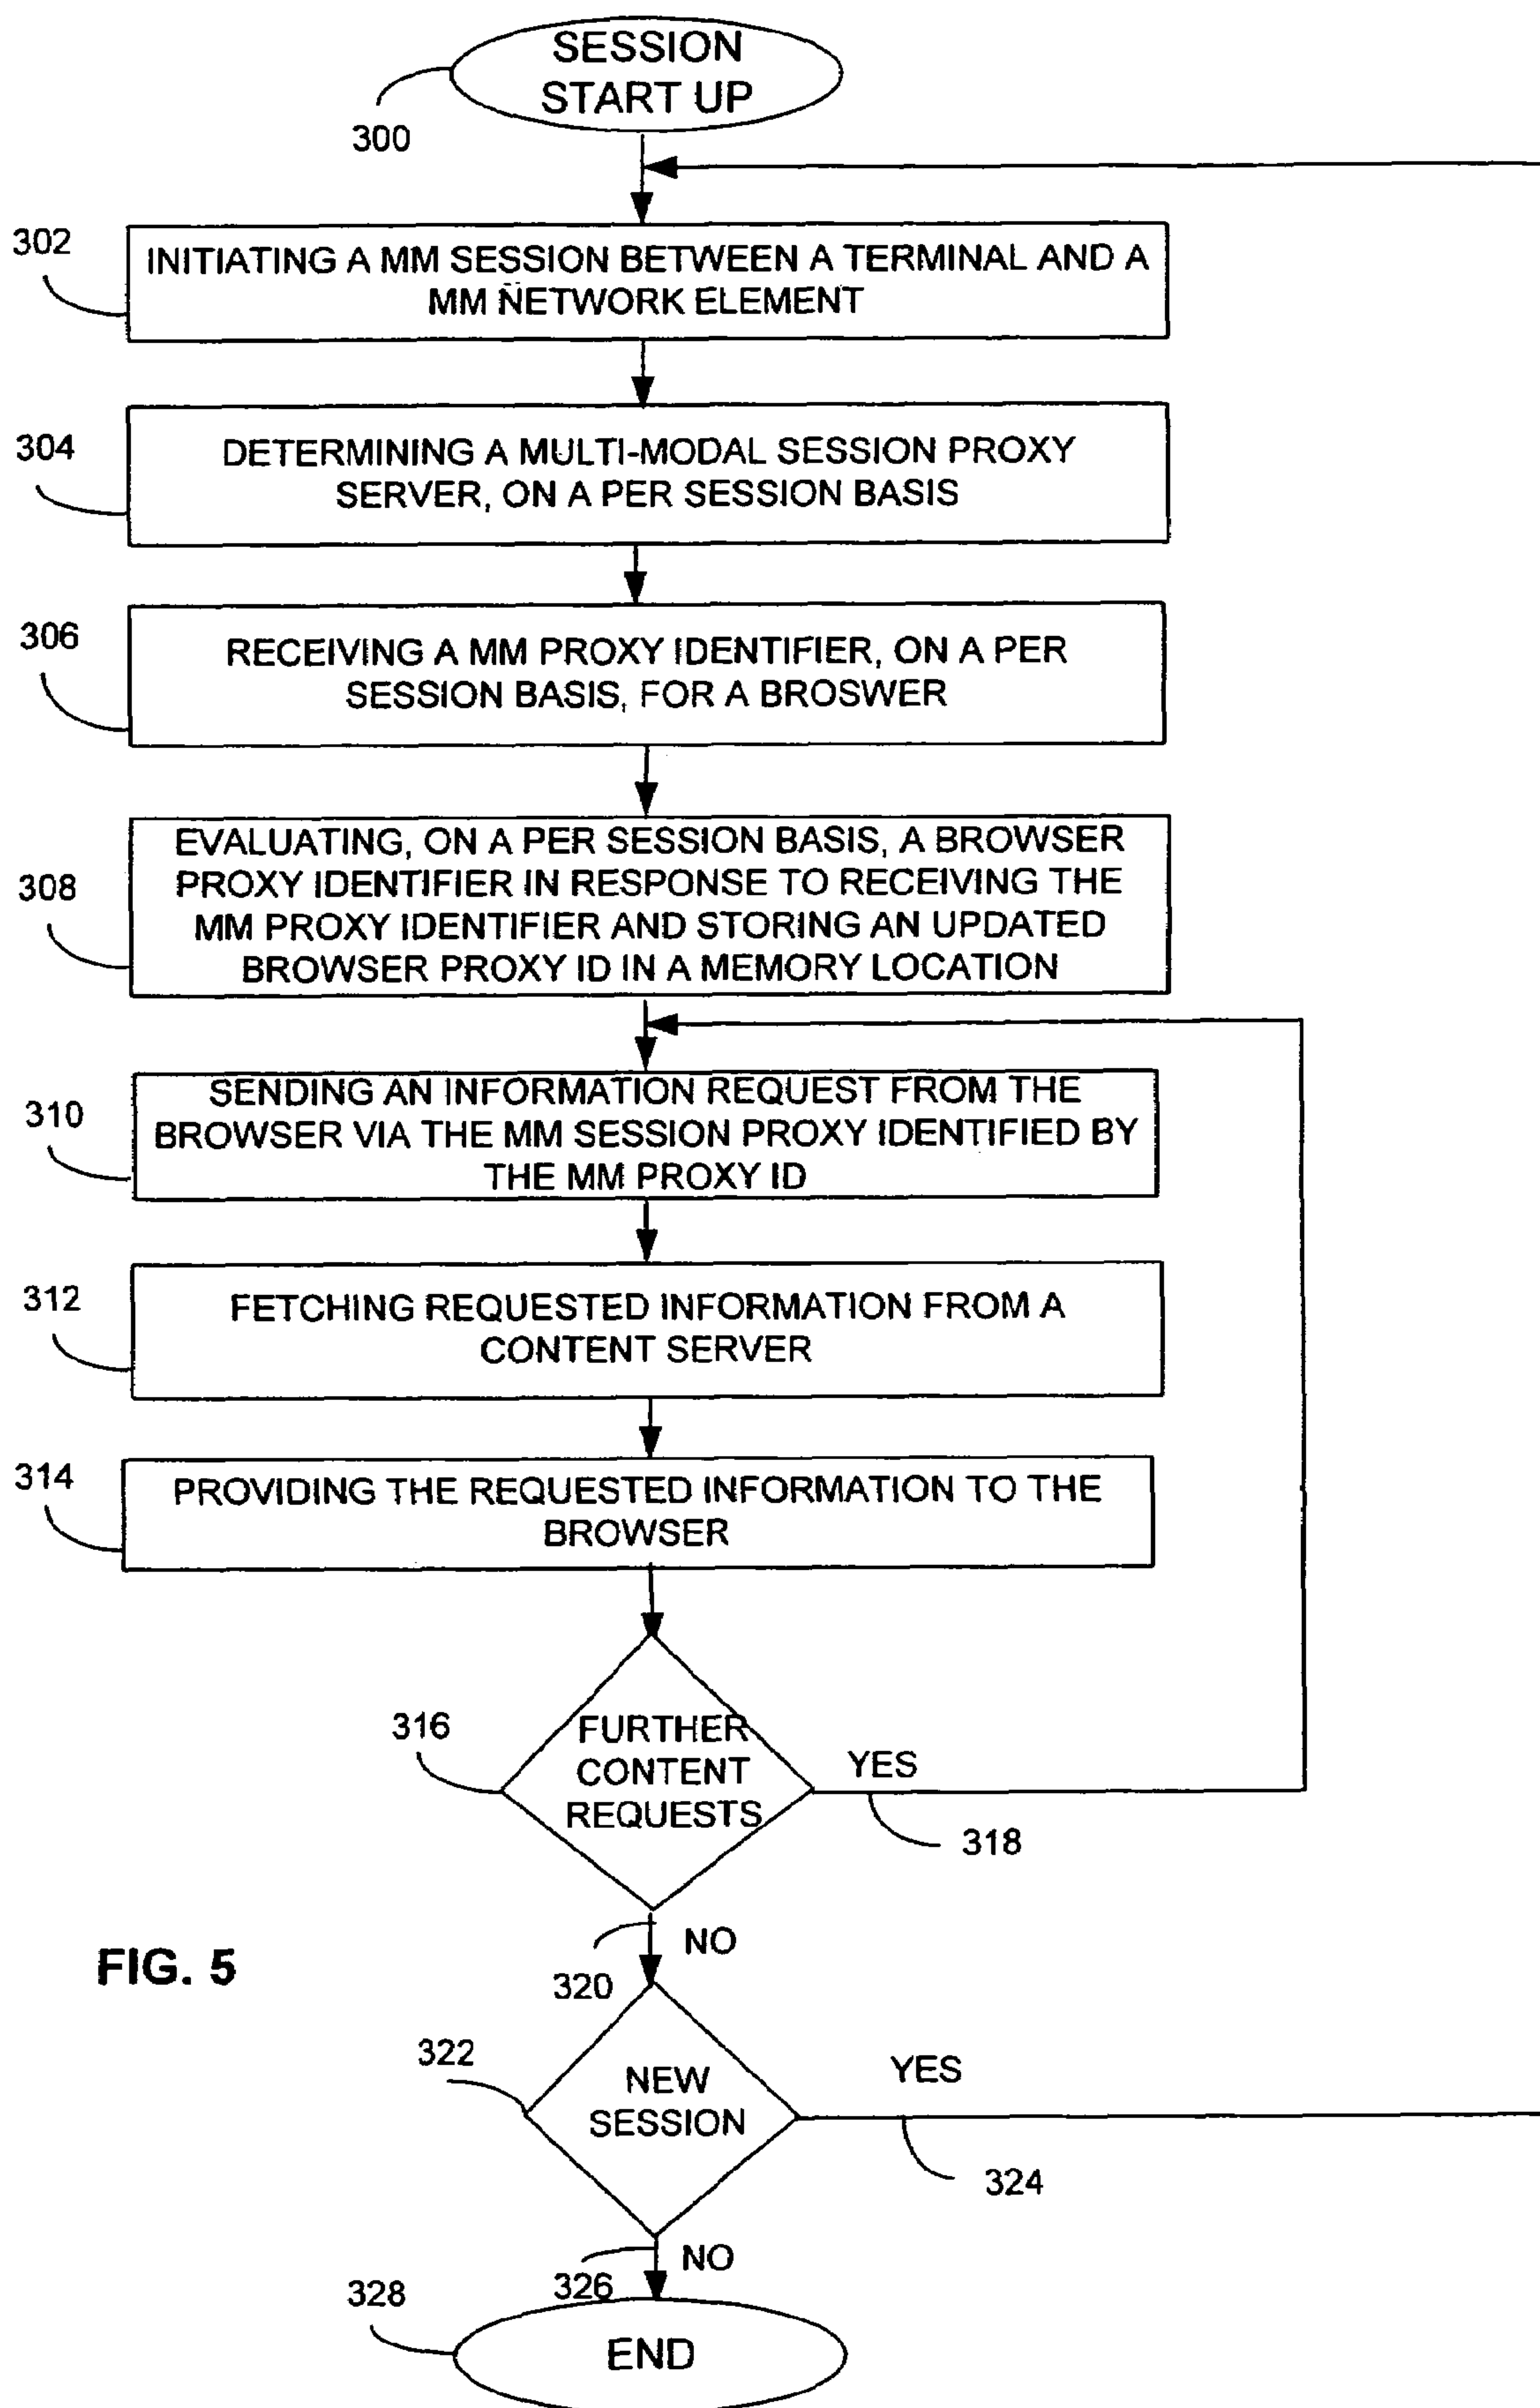 SESSION
START UP
300
302
INITIATING A MM SESSION BETWEEN A TERMINAL AND A
MM NETWORK ELEMENT
304
DETERMINING A MULTI-MODAL SESSION PROXY
SERVER, ON A PER SESSION BASIS
306
RECEIVING A MM PROXY IDENTIFIER, ON A PER
SESSION BASIS, FOR A BROSWER
308
EVALUATING, ON A PER SESSION BASIS, A BROWSER
PROXY IDENTIFIER IN RESPONSE TO RECEIVING THE
MM PROXY IDENTIFIER AND STORING AN UPDATED
BROWSER PROXY ID IN A MEMORY LOCATION
310
SENDING AN INFORMATION REQUEST FROM THE
BROWSER VIA THE MM SESSION PROXY IDENTIFIED BY
THE MM PROXY ID
312
FETCHING REQUESTED INFORMATION FROM A
CONTENT SERVER
314
PROVIDING THE REQUESTED INFORMATION TO THE
BROWSER
316
FURTHER
CONTENT
REQUESTS
YES
318
NO
320
FIG. 5
322
NEW
SESSION
YES
324
NO
326
328
END